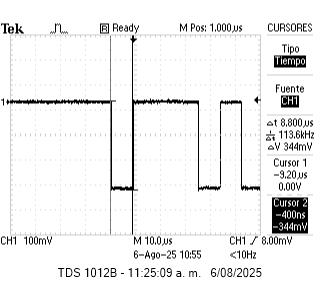 Tek
R Ready
M Pos: 1.000µs
CURSORES
Tipo
Tiempo
Fuente
CH1
Δt 8.800µs
1/Δt 113.6kHz
ΔV 344mV
Cursor 1
-9.20µs
0.00V
Cursor 2
-400ns
-344mV
1
CH1 100mV
M 10.0µs
CH1 / 8.00mV
6-Ago-25 10:55
<10Hz
TDS 1012B - 11:25:09 a. m. 6/08/2025